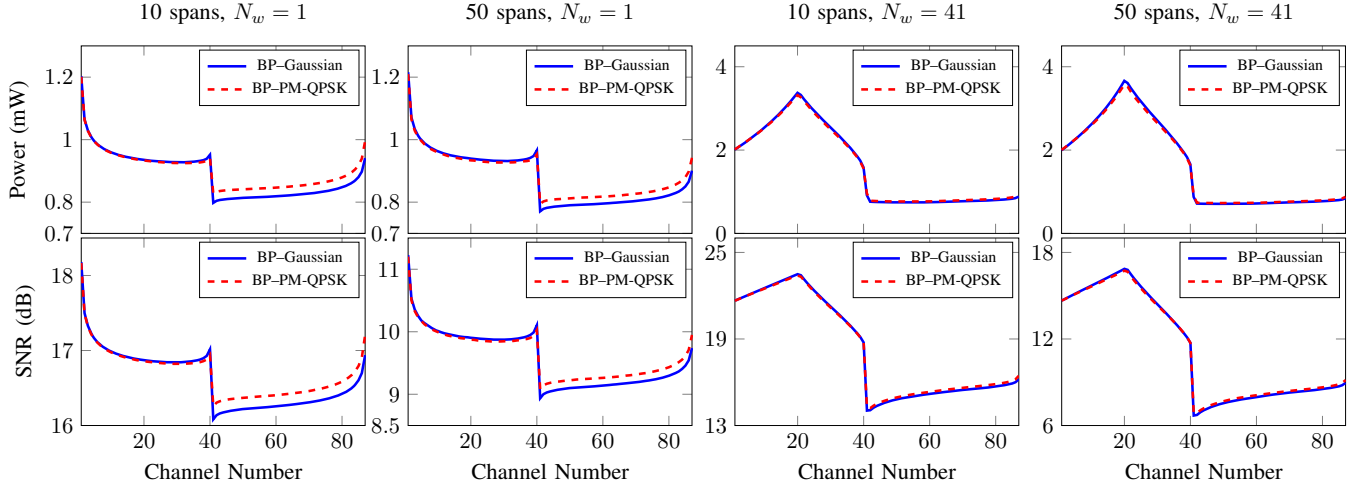 10 spans, N_w = 1
50 spans, N_w = 1
10 spans, N_w = 41
50 spans, N_w = 41
Power (mW)
1.2
1
0.8
0.7
BP–Gaussian
BP–PM-QPSK
1.2
1
0.8
0.7
BP–Gaussian
BP–PM-QPSK
4
2
0
BP–Gaussian
BP–PM-QPSK
4
2
0
BP–Gaussian
BP–PM-QPSK
SNR (dB)
18
17
16
20
40
60
80
Channel Number
BP–Gaussian
BP–PM-QPSK
11
10
9
8.5
20
40
60
80
Channel Number
BP–Gaussian
BP–PM-QPSK
25
23
19
15
13
20
40
60
80
Channel Number
BP–Gaussian
BP–PM-QPSK
18
15
12
9
6
20
40
60
80
Channel Number
BP–Gaussian
BP–PM-QPSK